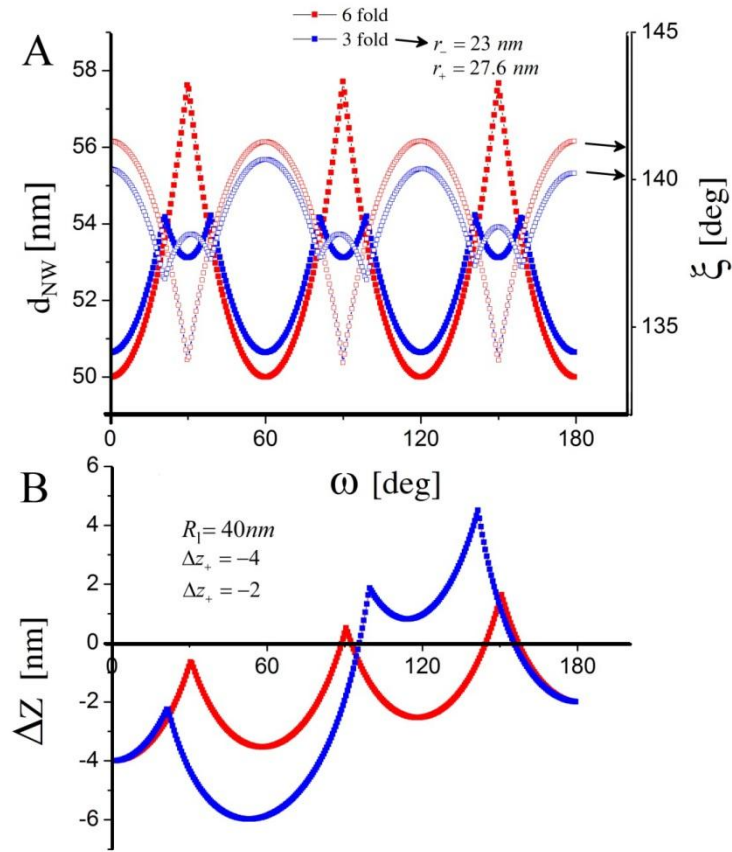 6 fold
3 fold
r₋ = 23 nm
r₊ = 27.6 nm
A
145
140
135
ξ [deg]
58
56
54
52
50
d_NW [nm]
0 60 120 180
ω [deg]
B
6
4
2
0
-2
-4
-6
ΔZ [nm]
R₁= 40nm
Δz₊ = −4
Δz₊ = −2
0 60 120 180